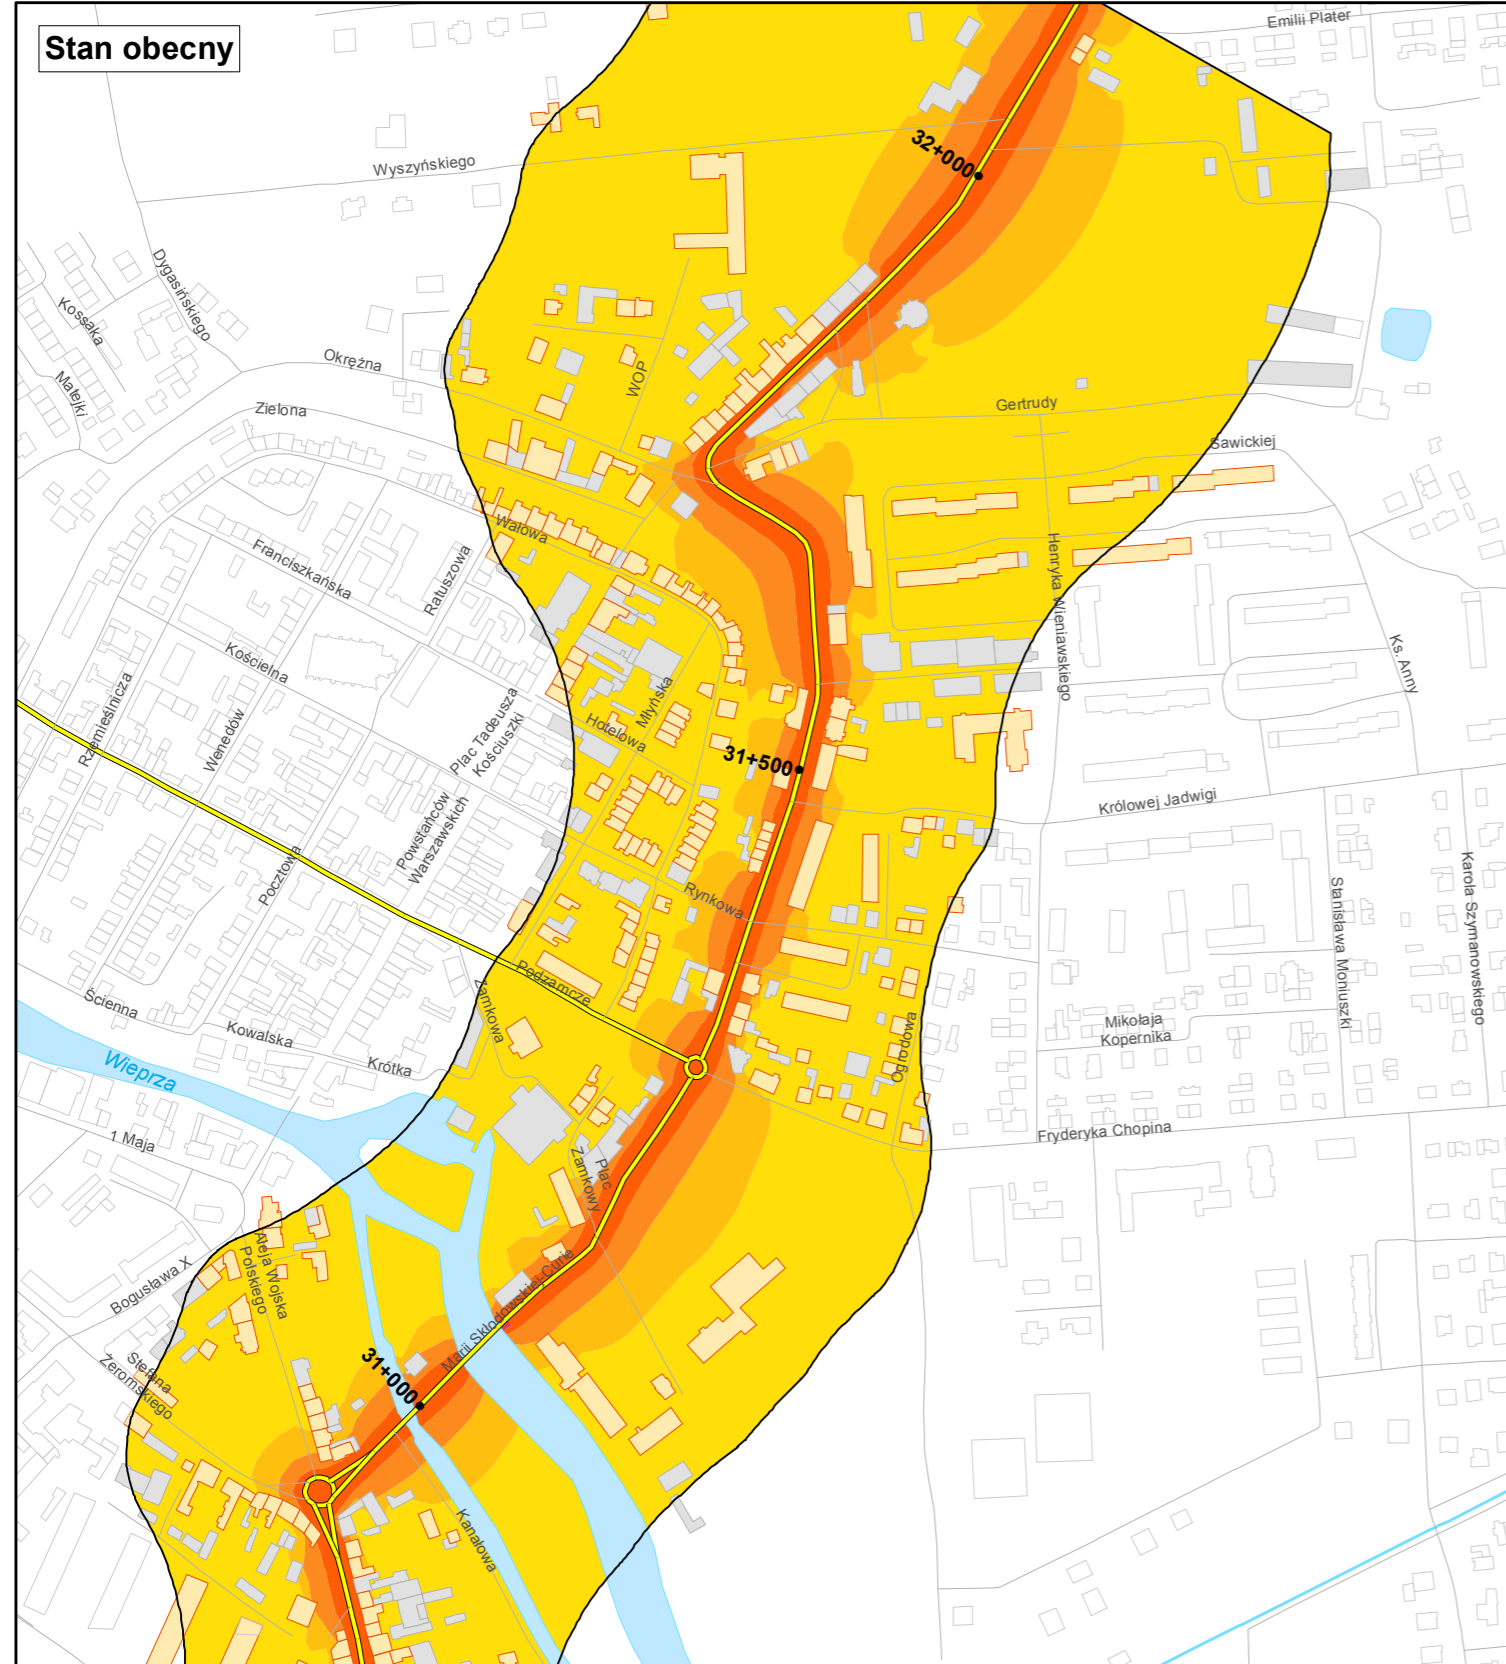 Stan obecny
Emilii Plater
32+000
Wyszyńskiego
Dygasińskiego
Kossaka
Okrężna
Matejki
WOP
Zielona
Gertrudy
Sawickiej
Wałowa
Franciszkańska
Ratuszowa
Henryka Wieniawskiego
Kościelna
Ks. Anny
Rzemieślnicza
Młyńska
Wenedów
Plac Tadeusza
Kościuszki
Hotelowa
31+500
Królowej Jadwigi
Powstańców
Warszawskich
Pocztowa
Rynkowa
Karola Szymanowskiego
Stanisława Moniuszki
Podzamcze
Zamkowa
Ścienna
Kowalska
Mikołaja
Kopernika
Ogrodowa
Krótka
Wieprza
1 Maja
Fryderyka Chopina
Plac
Zamkowy
Aleja Wojska
Polskiego
Bogusława X
Marii Skłodowskiej-Curie
31+000
Stefana
Żeromskiego
Kanałowa